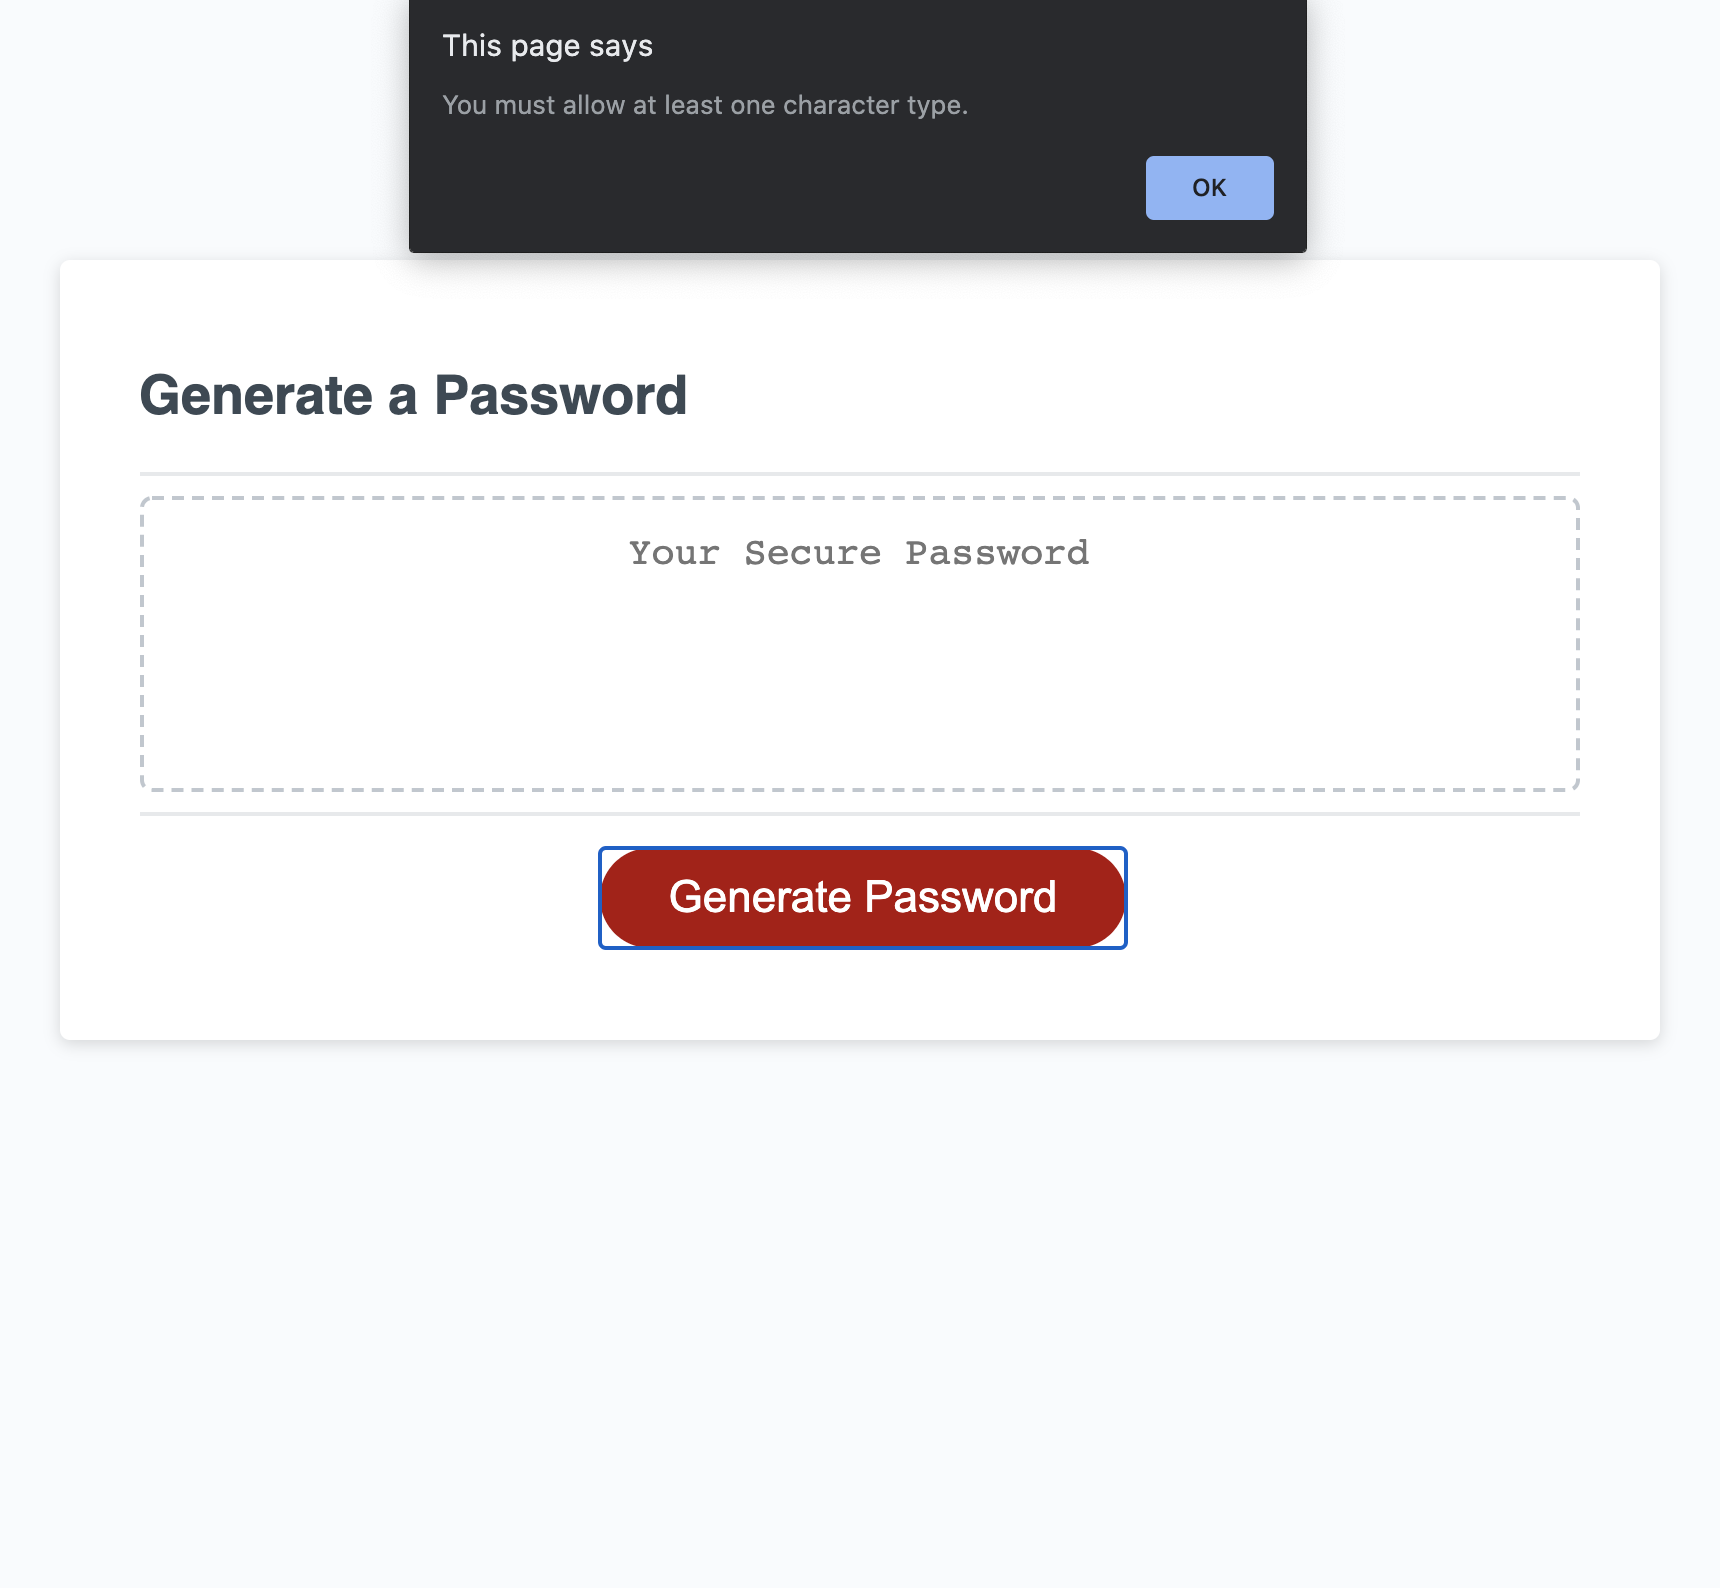 This page says
You must allow at least one character type.
OK
Generate a Password
Your Secure Password
Generate Password